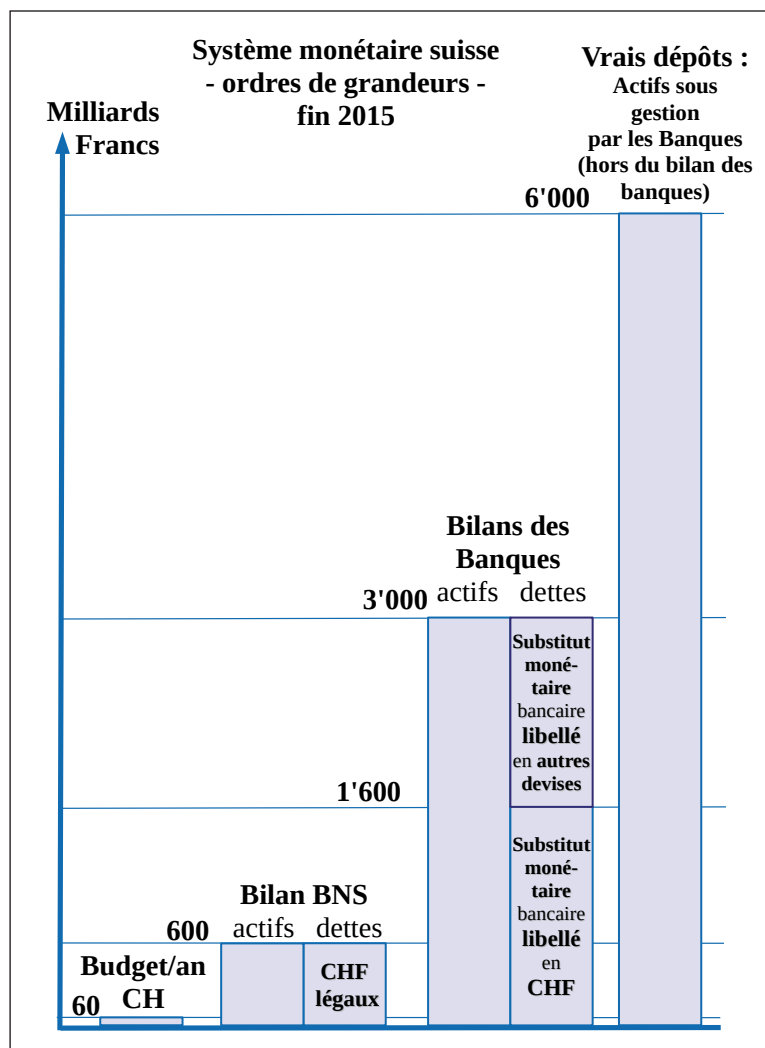 Système monétaire suisse
- ordres de grandeurs -
fin 2015
Vrais dépôts :
Actifs sous
gestion
par les Banques
(hors du bilan des
banques)
Milliards
Francs
6'000
Bilans des
Banques
actifs dettes
3'000
Substitut
moné-
taire
bancaire
libellé
en autres
devises
1'600
Substitut
moné-
taire
bancaire
libellé
en
CHF
Bilan BNS
actifs dettes
600
CHF
légaux
Budget/an
CH
60